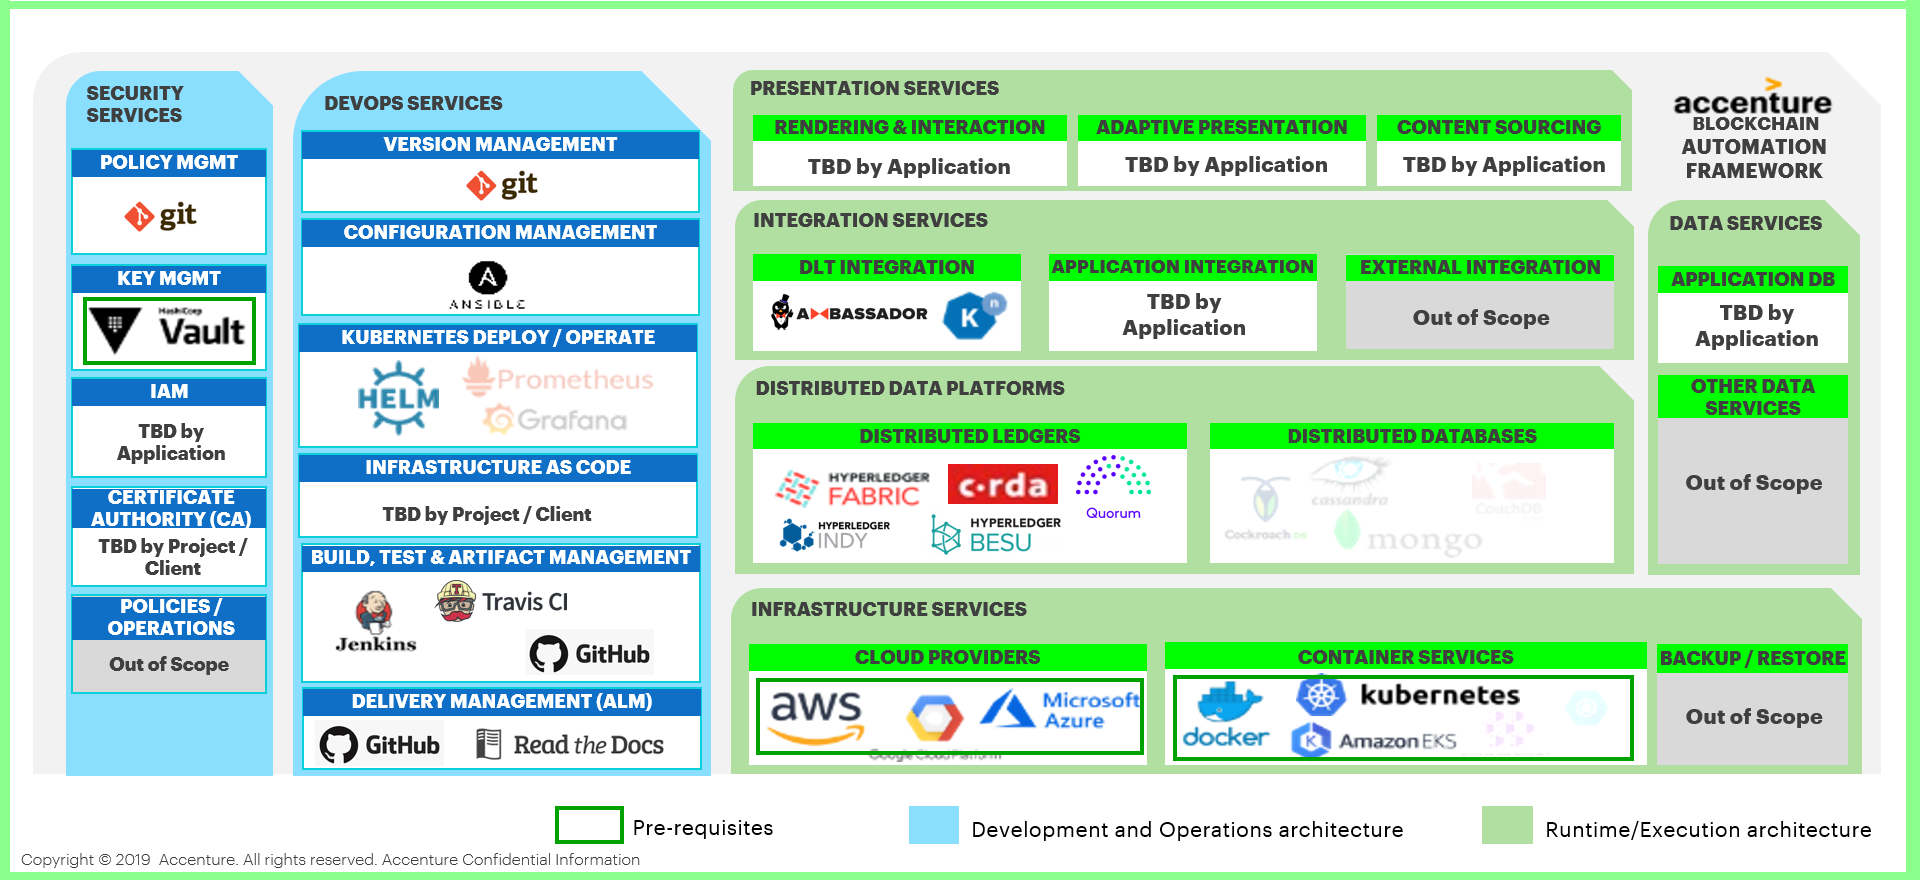 SECURITY
SERVICES
POLICY MGMT
git
KEY MGMT
HashiCorp
Vault
IAM
TBD by
Application
CERTIFICATE
AUTHORITY (CA)
TBD by Project /
Client
POLICIES /
OPERATIONS
Out of Scope
DEVOPS SERVICES
VERSION MANAGEMENT
git
CONFIGURATION MANAGEMENT
ANSIBLE
KUBERNETES DEPLOY / OPERATE
HELM
Prometheus
Grafana
INFRASTRUCTURE AS CODE
TBD by Project / Client
BUILD, TEST & ARTIFACT MANAGEMENT
Jenkins
Travis CI
GitHub
DELIVERY MANAGEMENT (ALM)
GitHub
Read the Docs
PRESENTATION SERVICES
RENDERING & INTERACTION
TBD by Application
ADAPTIVE PRESENTATION
TBD by Application
CONTENT SOURCING
TBD by Application
INTEGRATION SERVICES
DLT INTEGRATION
AMBASSADOR
K
n
APPLICATION INTEGRATION
TBD by
Application
EXTERNAL INTEGRATION
Out of Scope
DISTRIBUTED DATA PLATFORMS
DISTRIBUTED LEDGERS
HYPERLEDGER
FABRIC
c·rda
Quorum
HYPERLEDGER
INDY
HYPERLEDGER
BESU
DISTRIBUTED DATABASES
Cockroach DB
cassandra
CouchDB
mongo
INFRASTRUCTURE SERVICES
CLOUD PROVIDERS
aws
Google Cloud Platform
Microsoft
Azure
CONTAINER SERVICES
docker
kubernetes
K
Amazon EKS
BACKUP / RESTORE
Out of Scope
accenture
BLOCKCHAIN
AUTOMATION
FRAMEWORK
DATA SERVICES
APPLICATION DB
TBD by
Application
OTHER DATA
SERVICES
Out of Scope
Pre-requisites
Development and Operations architecture
Runtime/Execution architecture
Copyright © 2019 Accenture. All rights reserved. Accenture Confidential Information